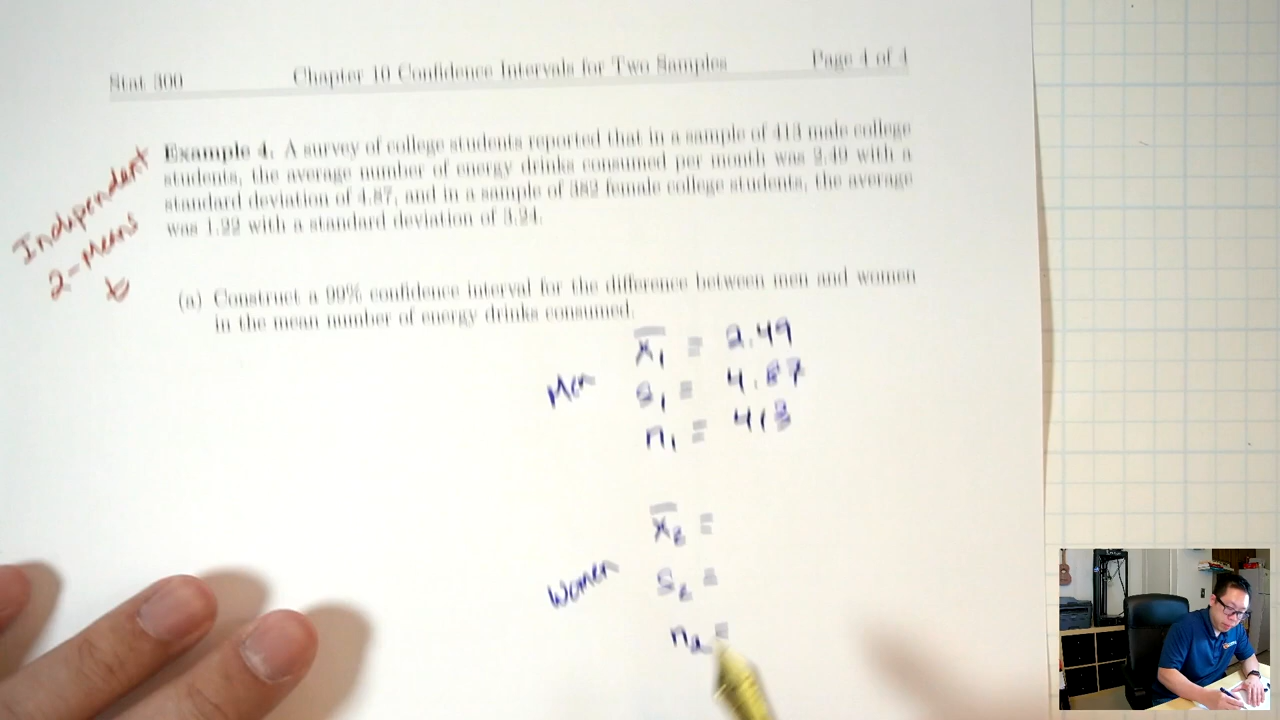 Stat 300 Chapter 10 Confidence Intervals for Two Samples Page 4 of 4
Example 4. A survey of college students reported that in a sample of 413 male college
students, the average number of energy drinks consumed per month was 2.49 with a
standard deviation of 4.87, and in a sample of 382 female college students, the average
was 1.22 with a standard deviation of 3.24.
Independent
2-Means
t
(a) Construct a 99% confidence interval for the difference between men and women
in the mean number of energy drinks consumed.
Men
x̄₁ = 2.49
s₁ = 4.87
n₁ = 413
Women
x̄₂ =
s₂ =
n₂ =